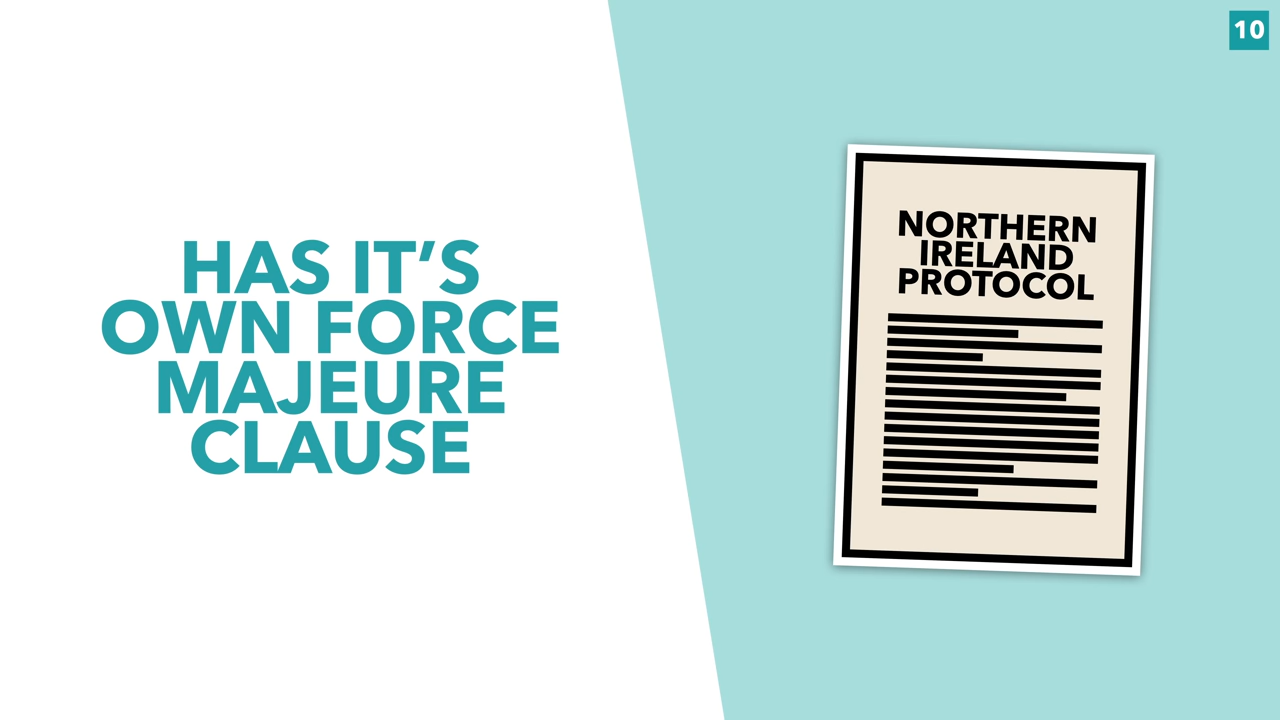 HAS IT’S
OWN FORCE
MAJEURE
CLAUSE
10
NORTHERN
IRELAND
PROTOCOL